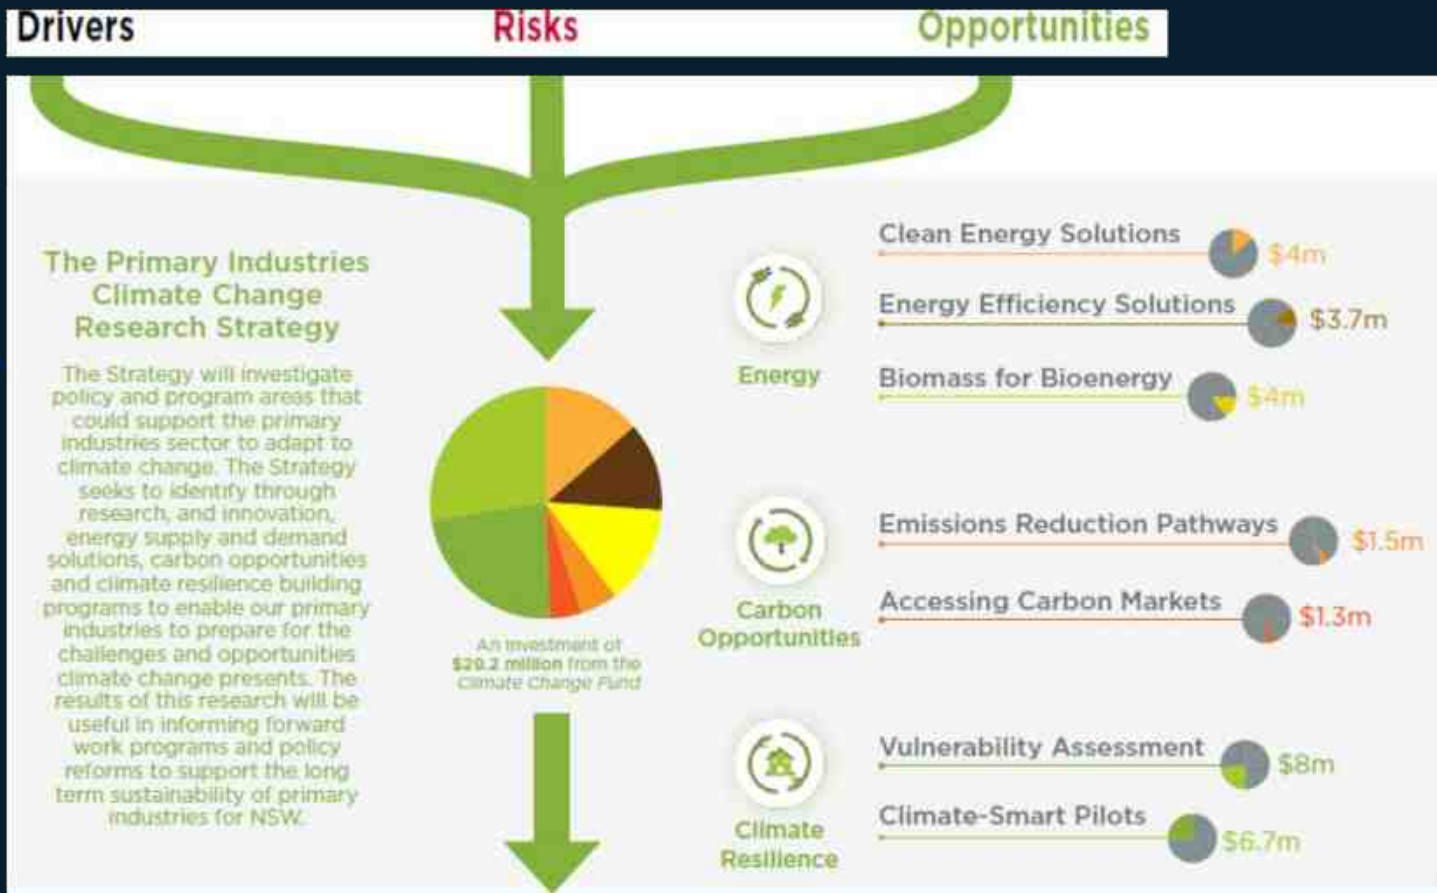 Drivers
Risks
Opportunities
The Primary Industries
Climate Change
Research Strategy
The Strategy will investigate
policy and program areas that
could support the primary
industries sector to adapt to
climate change. The Strategy
seeks to identify through
research, and innovation,
energy supply and demand
solutions, carbon opportunities
and climate resilience building
programs to enable our primary
industries to prepare for the
challenges and opportunities
climate change presents. The
results of this research will be
useful in informing forward
work programs and policy
reforms to support the long
term sustainability of primary
industries for NSW.
An investment of
$29.2 million from the
Climate Change Fund
Energy
Clean Energy Solutions $4m
Energy Efficiency Solutions $3.7m
Biomass for Bioenergy $4m
Carbon
Opportunities
Emissions Reduction Pathways $1.5m
Accessing Carbon Markets $1.3m
Climate
Resilience
Vulnerability Assessment $8m
Climate-Smart Pilots $6.7m